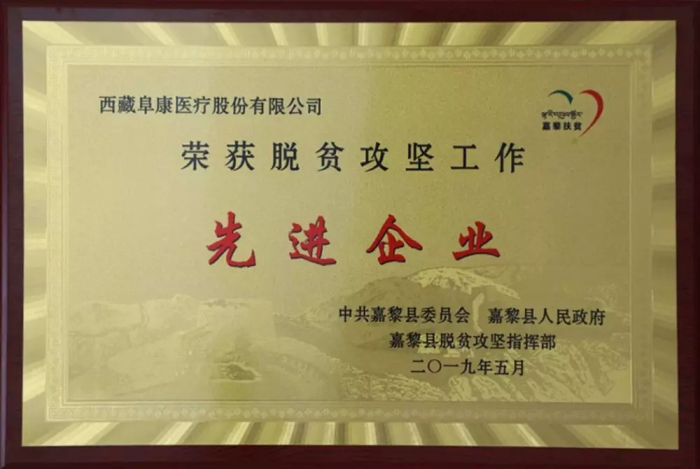 西藏阜康医疗股份有限公司
嘉黎扶贫
荣获脱贫攻坚工作
先进企业
中共嘉黎县委员会 嘉黎县人民政府
嘉黎县脱贫攻坚指挥部
二〇一九年五月